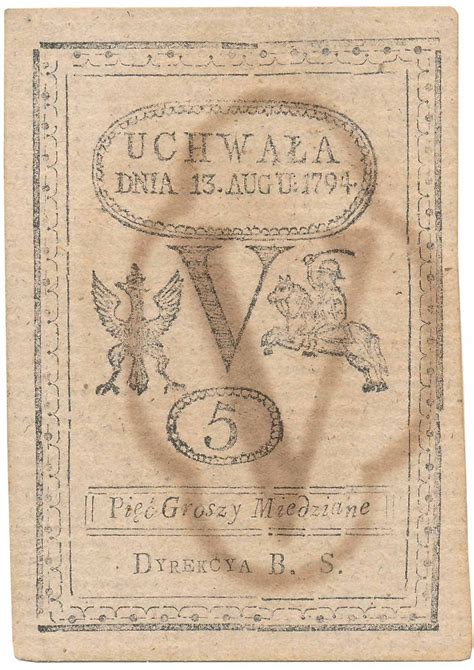 UCHWAŁA
DNIA 13. AUGU: 1794
V
5
Pięć Groszy Miedziane
DYREKCYA B. S.